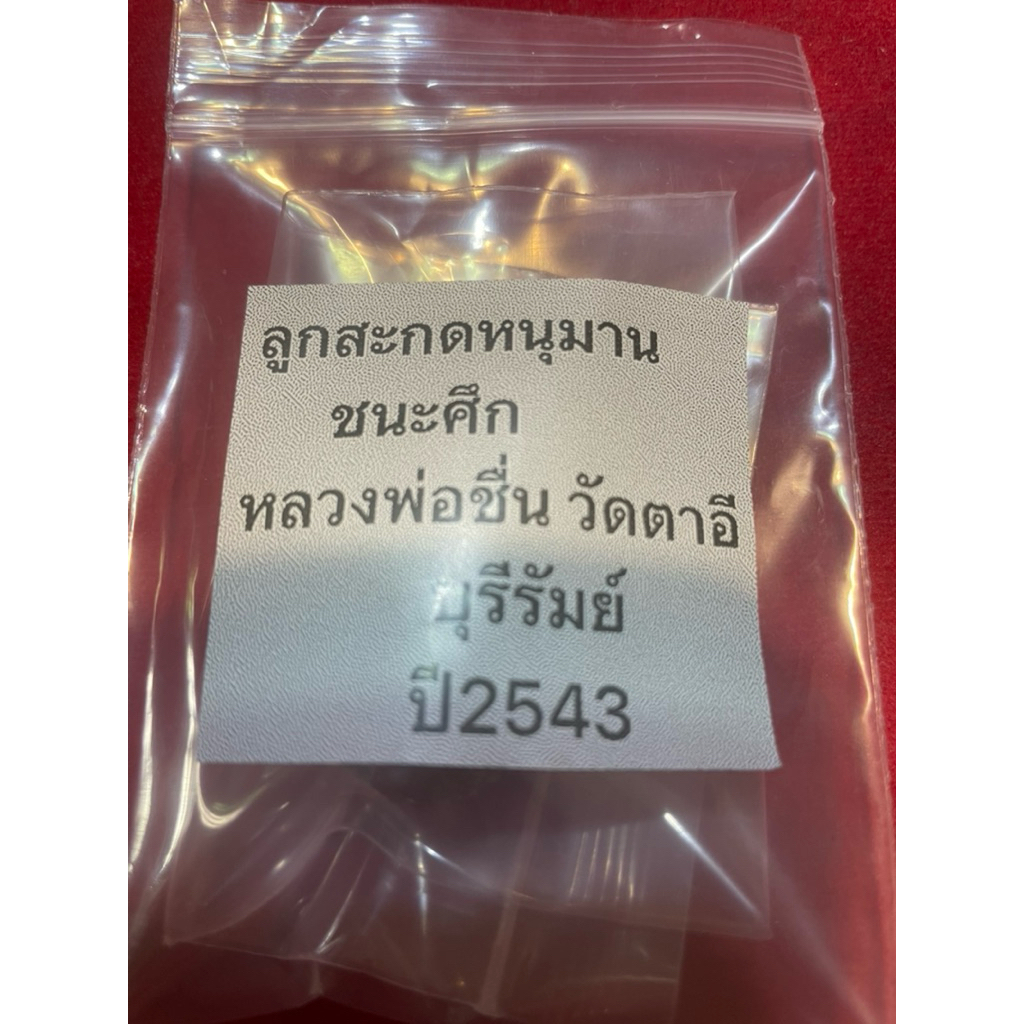 ลูกสะกดหนุมาน
ชนะศึก
หลวงพ่อชื่น วัดตาอี
บุรีรัมย์
ปี2543